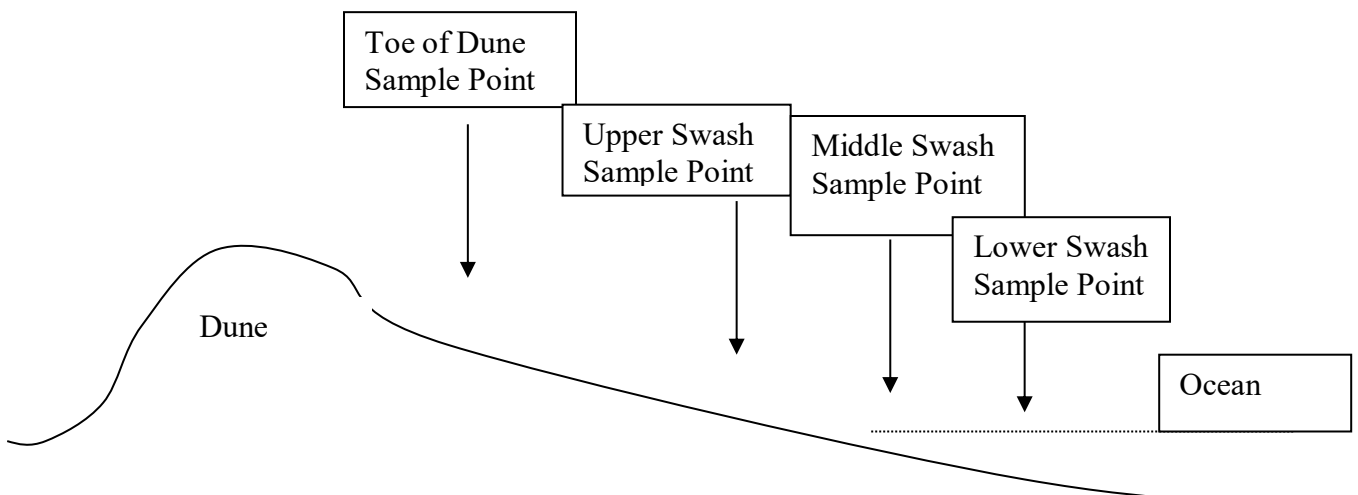 Toe of Dune
Sample Point
Upper Swash
Sample Point
Middle Swash
Sample Point
Lower Swash
Sample Point
Dune
Ocean